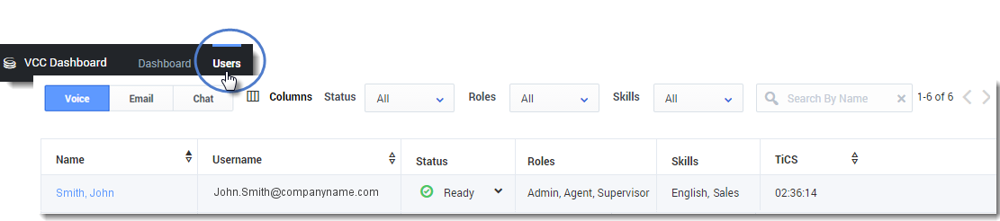 VCC Dashboard Dashboard Users
Voice Email Chat Columns Status All Roles All Skills All Search By Name 1-6 of 6
Name Username Status Roles Skills TiCS
Smith, John John.Smith@companyname.com Ready Admin, Agent, Supervisor English, Sales 02:36:14